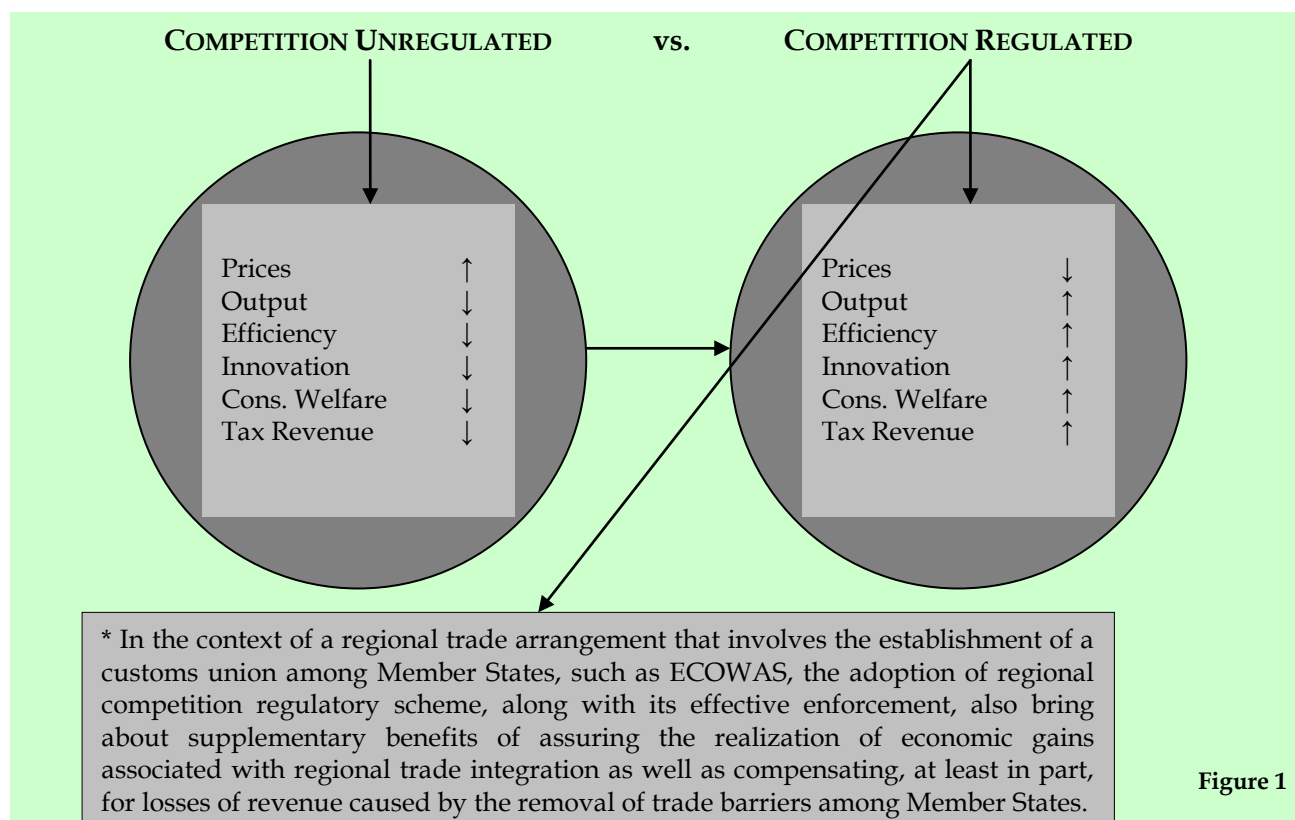 COMPETITION UNREGULATED vs. COMPETITION REGULATED
Prices ↑
Output ↓
Efficiency ↓
Innovation ↓
Cons. Welfare ↓
Tax Revenue ↓
Prices ↓
Output ↑
Efficiency ↑
Innovation ↑
Cons. Welfare ↑
Tax Revenue ↑
* In the context of a regional trade arrangement that involves the establishment of a
customs union among Member States, such as ECOWAS, the adoption of regional
competition regulatory scheme, along with its effective enforcement, also bring
about supplementary benefits of assuring the realization of economic gains
associated with regional trade integration as well as compensating, at least in part,
for losses of revenue caused by the removal of trade barriers among Member States.
Figure 1